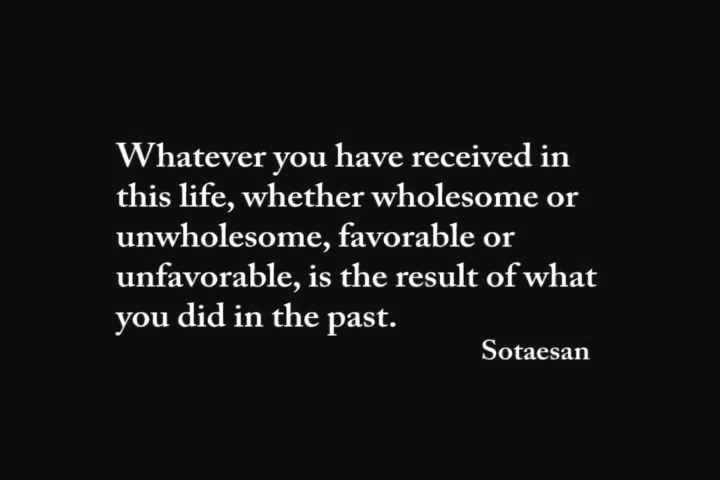 Whatever you have received in
this life, whether wholesome or
unwholesome, favorable or
unfavorable, is the result of what
you did in the past.
Sotaesan